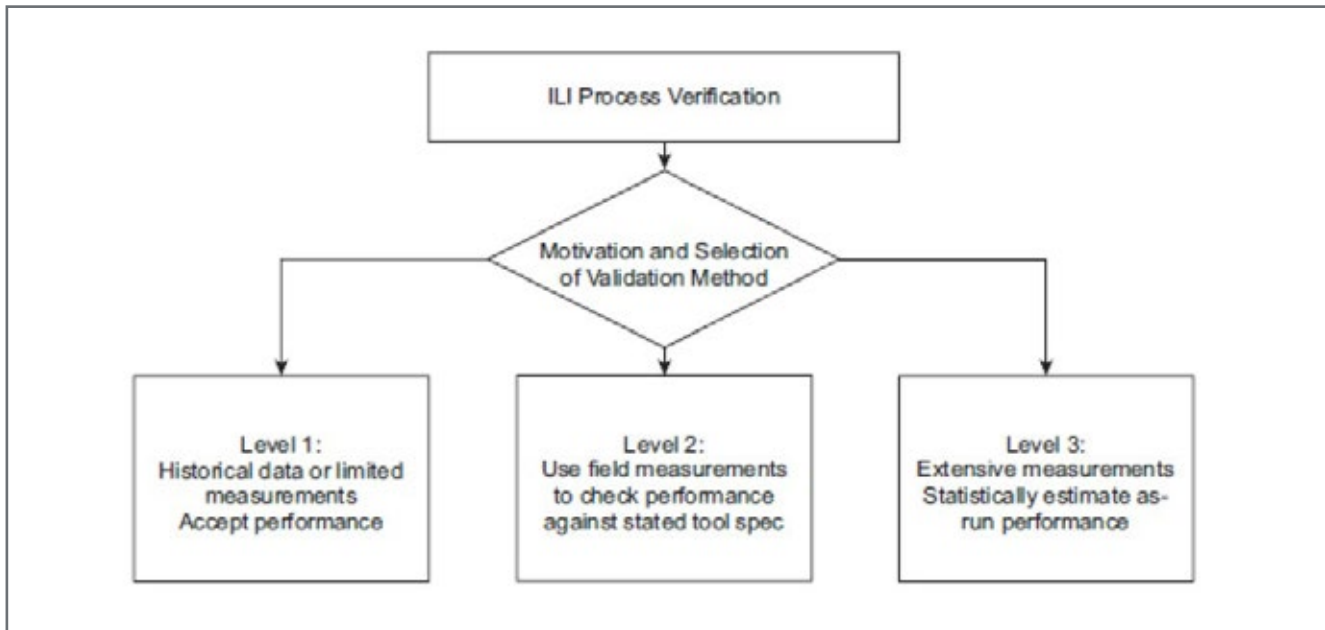 ILI Process Verification
Motivation and Selection
of Validation Method
Level 1:
Historical data or limited
measurements
Accept performance
Level 2:
Use field measurements
to check performance
against stated tool spec
Level 3:
Extensive measurements
Statistically estimate as-
run performance